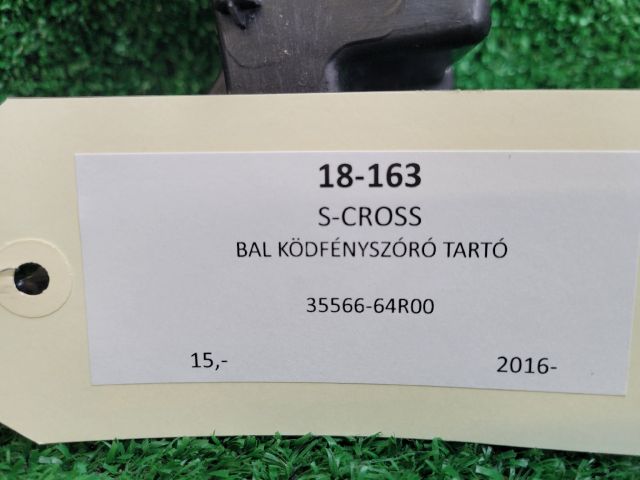 18-163
S-CROSS
BAL KÖDFÉNYSZÓRÓ TARTÓ
35566-64R00
15,- 2016-